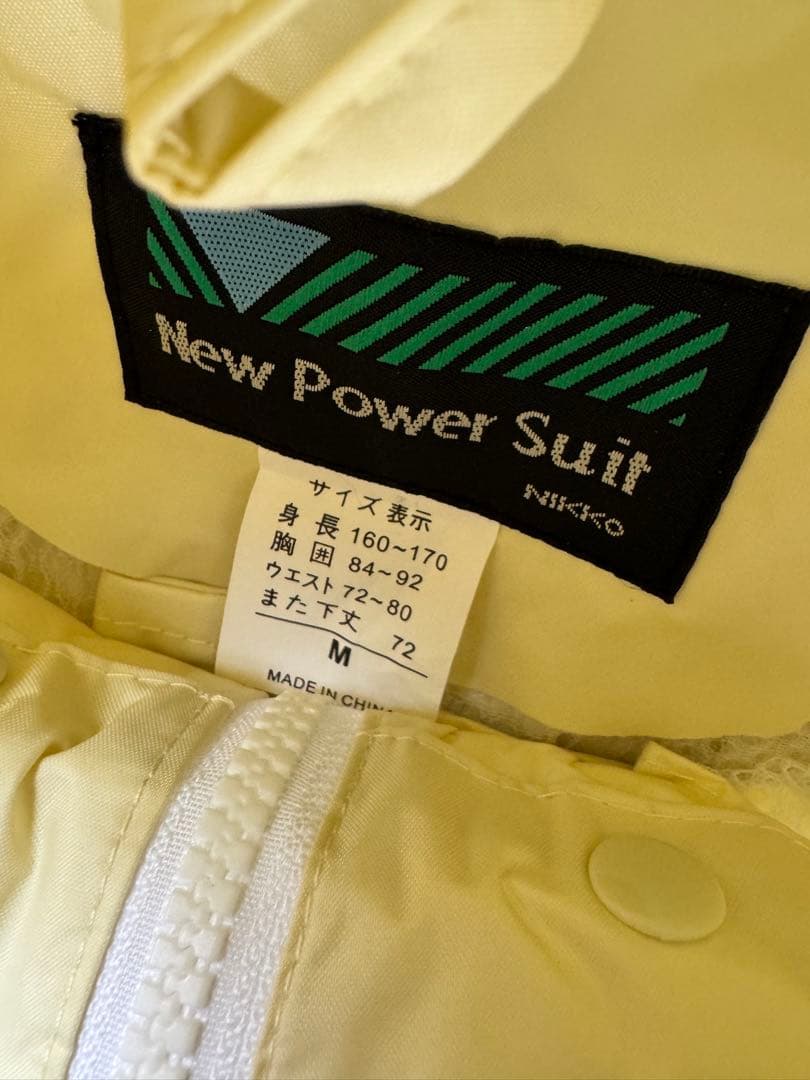 New Power Suit
NIKKO
サイズ表示
身長 160~170
胸囲 84~92
ウエスト 72~80
また下丈 72
M
MADE IN CHINA